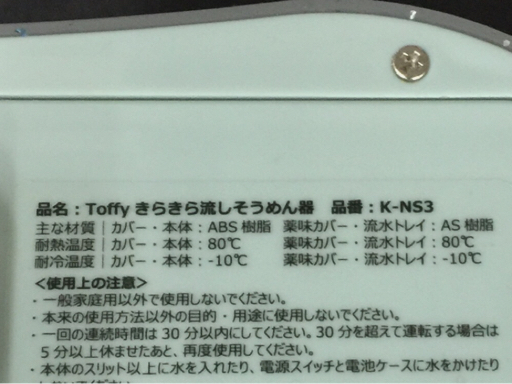 品名：Toffy きらきら流しそうめん器　品番：K-NS3
主な材質｜カバー・本体：ABS 樹脂　薬味カバー・流水トレイ：AS 樹脂
耐熱温度｜カバー・本体：80℃　薬味カバー・流水トレイ：80℃
耐冷温度｜カバー・本体：-10℃　薬味カバー・流水トレイ：-10℃
<使用上の注意>
・一般家庭用以外で使用しないでください。
・本来の使用方法以外の目的・用途に使用しないでください。
・一回の連続時間は 30 分以内にしてください。30 分を超えて運転する場合は
5 分以上休ませたあと、再度使用してください。
・本体のスリット以上に水を入れたり、電源スイッチと電池ケースに水をかけたり